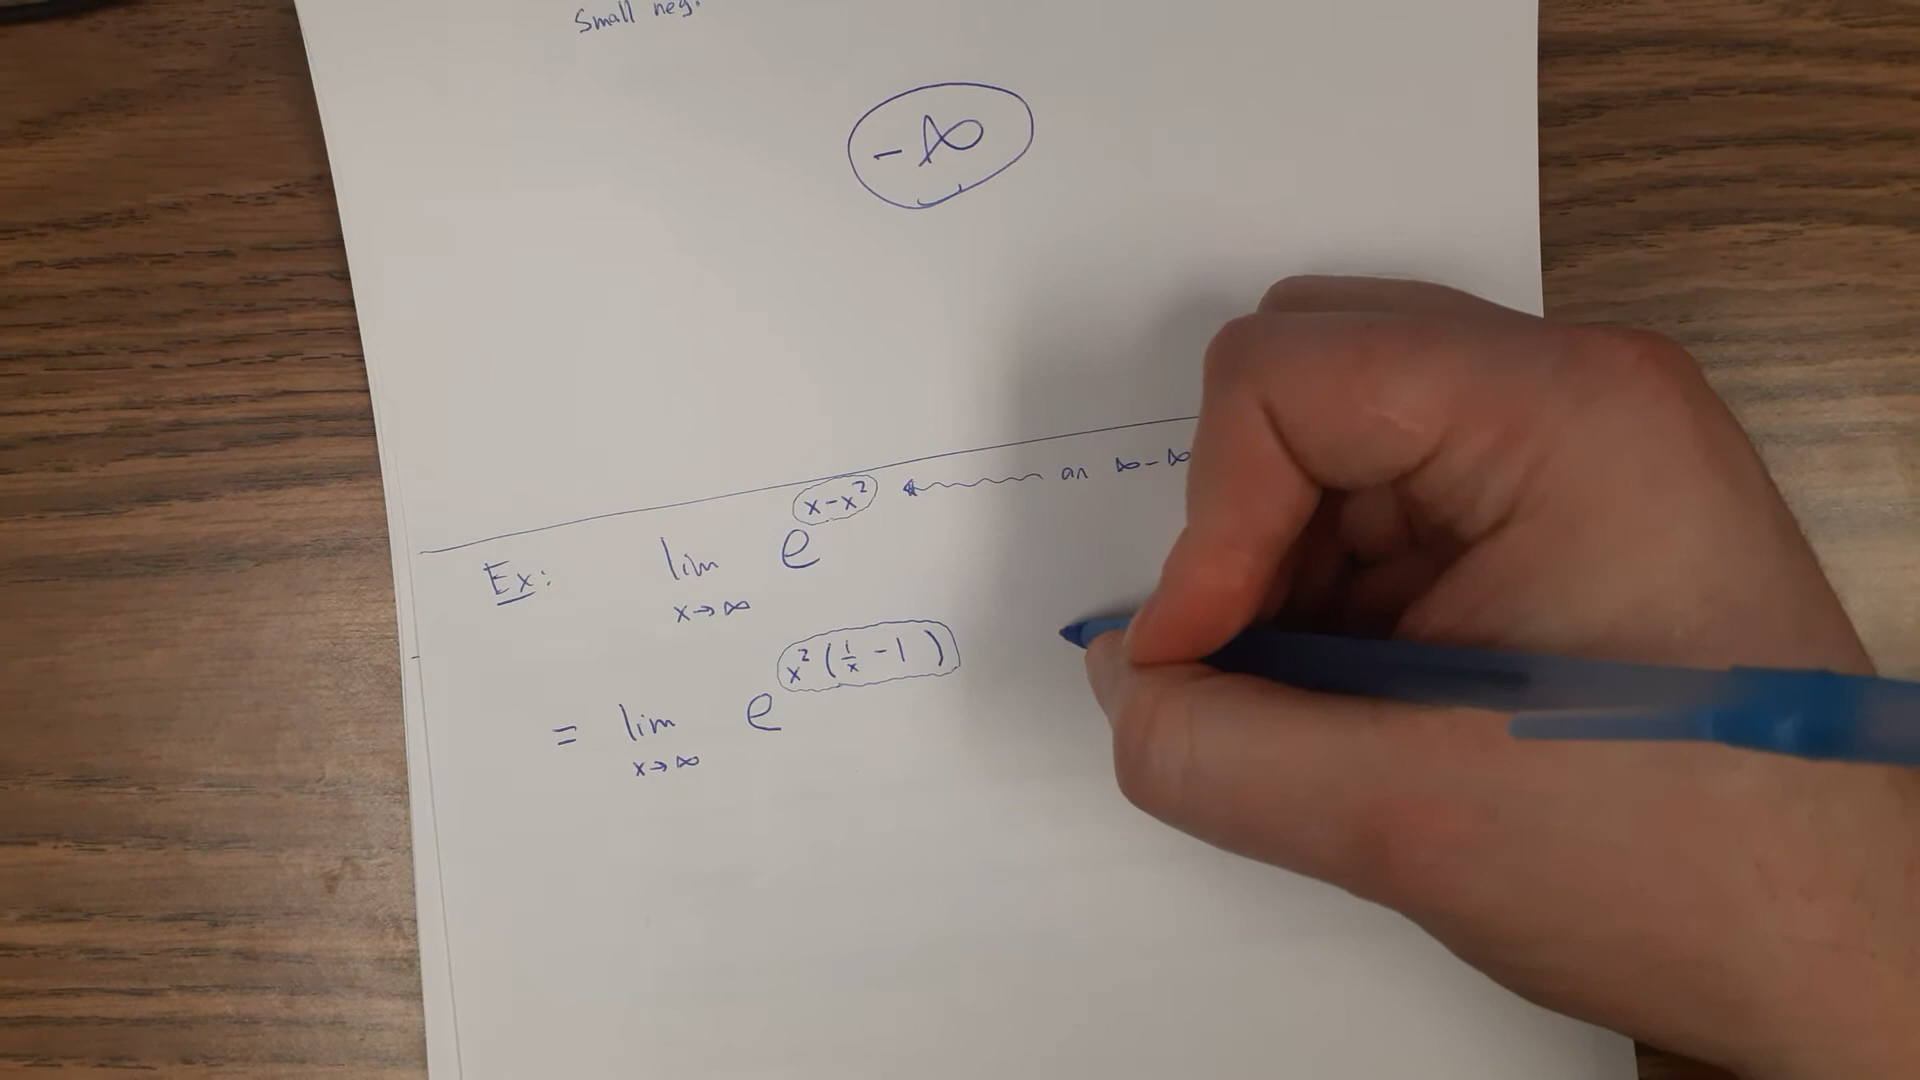 Small neg.
-∞
an ∞-∞
Ex: lim x→∞ e^(x-x²)
= lim x→∞ e^(x²(1/x - 1))